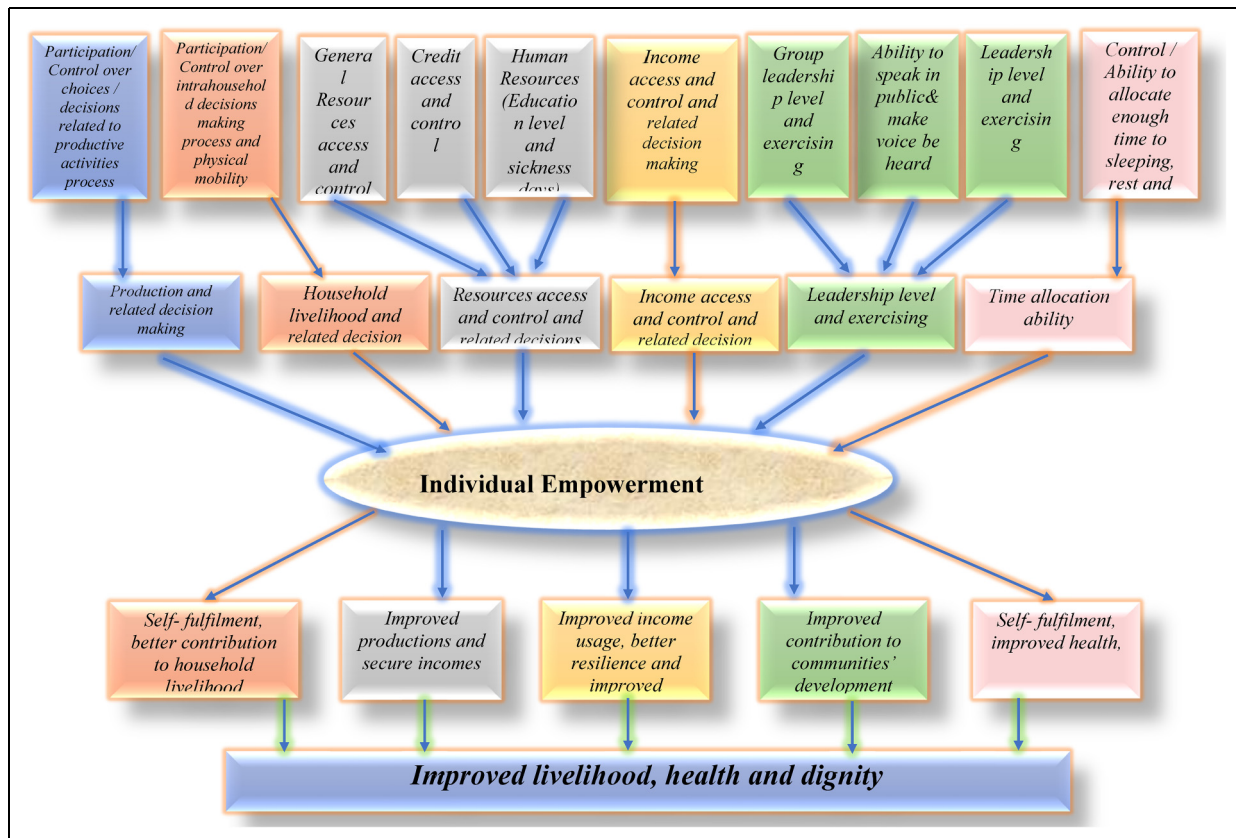 Participation/
Control over
choices /
decisions
related to
productive
activities
process
Participation/
Control over
intrahousehol
d decisions
making
process and
physical
mobility
Genera
l
Resour
ces
access
and
control
Credit
access
and
contro
l
Human
Resources
(Educatio
n level
and
sickness
days)
Income
access and
control and
related
decision
making
Group
leadershi
p level
and
exercisin
g
Ability to
speak in
public&
make
voice be
heard
Leadersh
ip level
and
exercisin
g
Control /
Ability to
allocate
enough
time to
sleeping,
rest and
Production and
related decision
making
Household
livelihood and
related decision
Resources access
and control and
related decisions
Income access
and control and
related decision
Leadership level
and exercising
Time allocation
ability
Individual Empowerment
Self- fulfilment,
better contribution
to household
livelihood
Improved
productions and
secure incomes
Improved income
usage, better
resilience and
improved
Improved
contribution to
communities’
development
Self- fulfilment,
improved health,
Improved livelihood, health and dignity